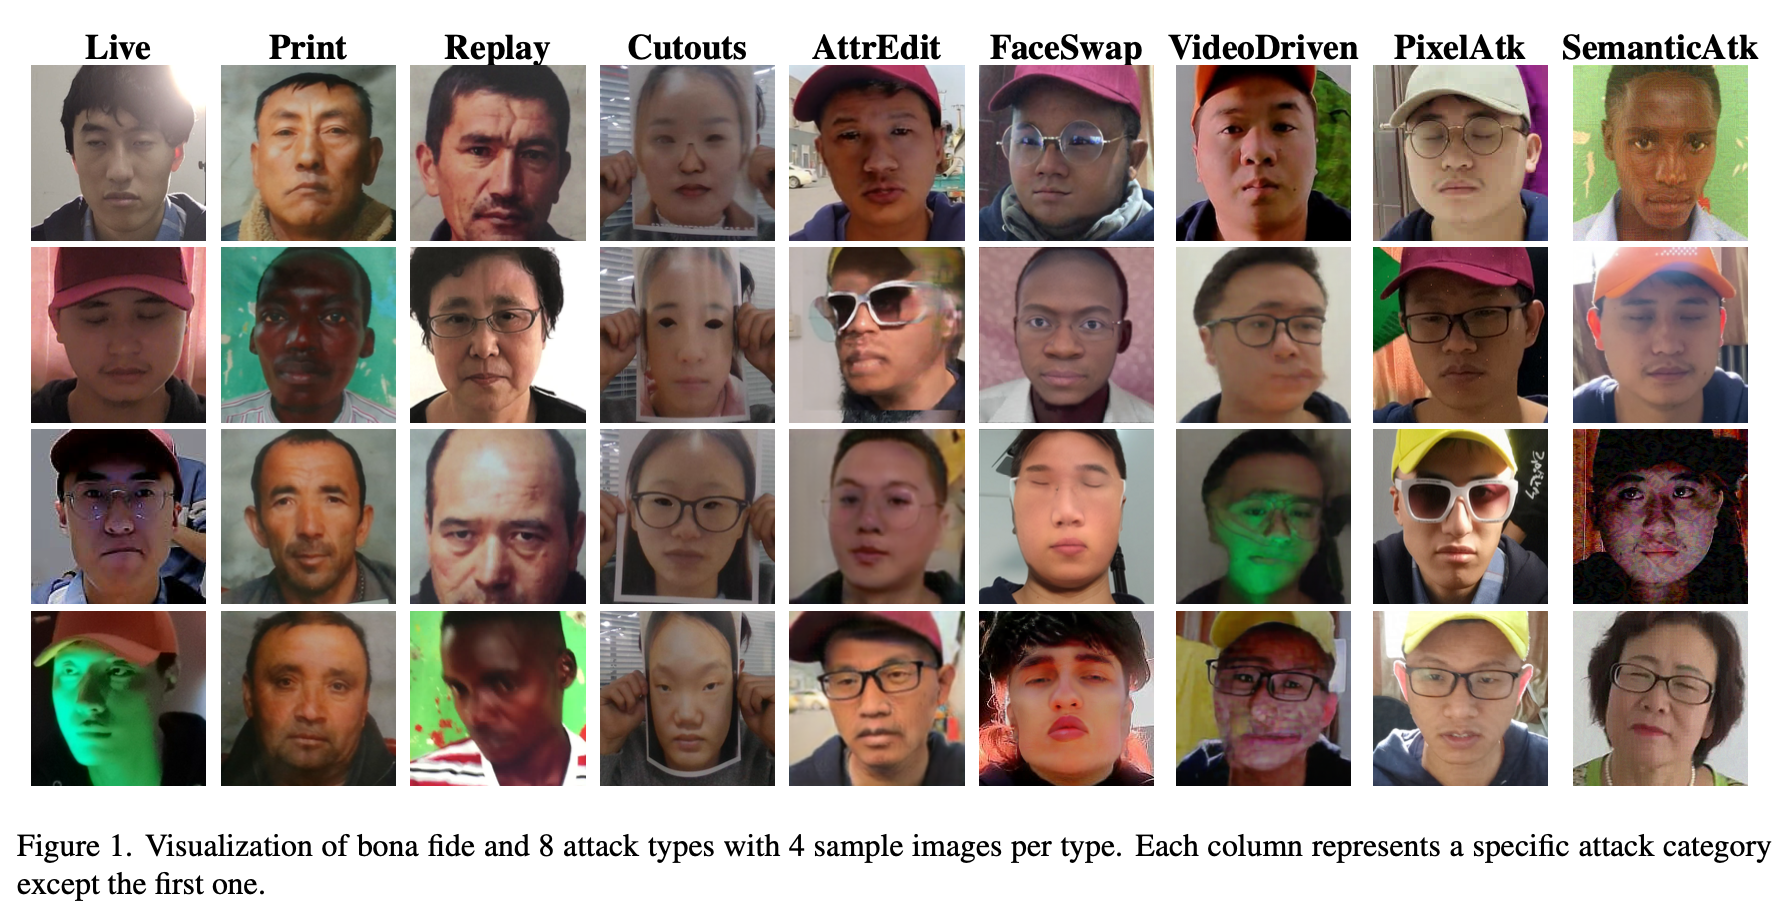 Live Print Replay Cutouts AttrEdit FaceSwap VideoDriven PixelAtk SemanticAtk
Figure 1. Visualization of bona fide and 8 attack types with 4 sample images per type. Each column represents a specific attack category
except the first one.